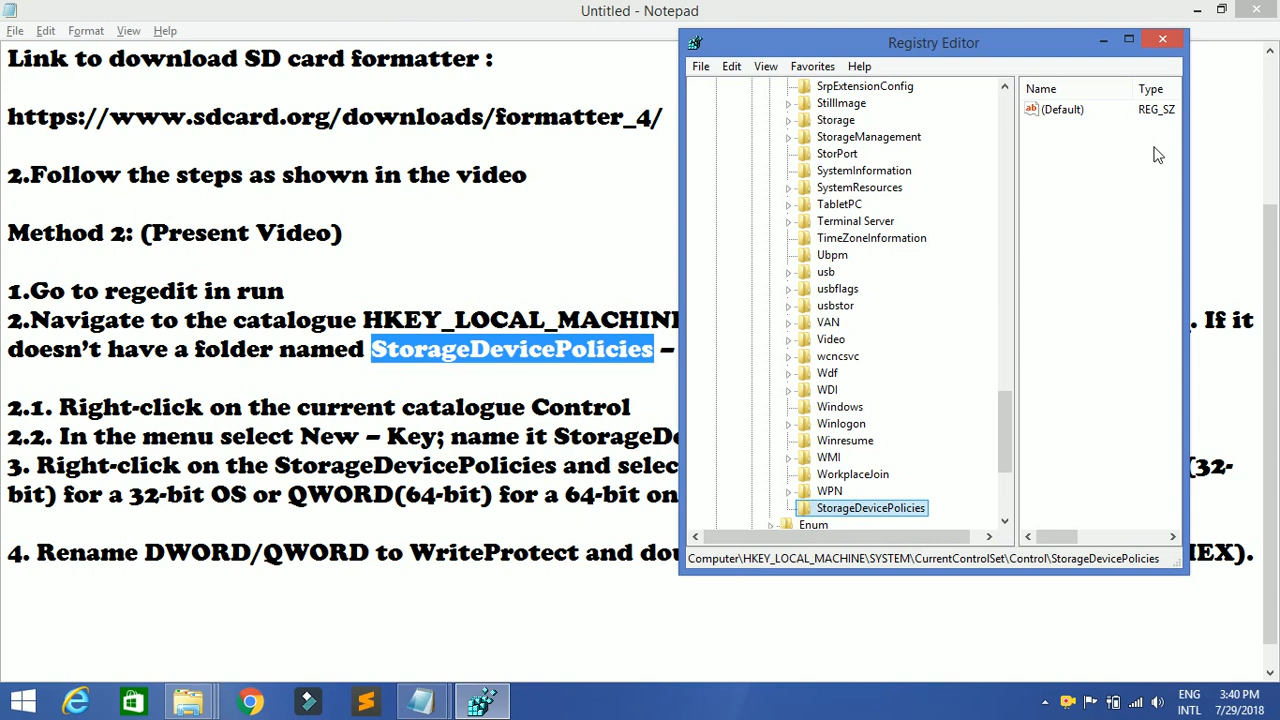 Untitled - Notepad
File Edit Format View Help
Link to download SD card formatter :
https://www.sdcard.org/downloads/formatter_4/
2.Follow the steps as shown in the video
Method 2: (Present Video)
1.Go to regedit in run
2.Navigate to the catalogue HKEY_LOCAL_MACHINE . If it
doesn't have a folder named StorageDevicePolicies –
2.1. Right-click on the current catalogue Control
2.2. In the menu select New – Key; name it StorageDe
3. Right-click on the StorageDevicePolicies and selec (32-
bit) for a 32-bit OS or QWORD(64-bit) for a 64-bit on
4. Rename DWORD/QWORD to WriteProtect and dou HEX).
Registry Editor
File Edit View Favorites Help
SrpExtensionConfig
StillImage
Storage
StorageManagement
StorPort
SystemInformation
SystemResources
TabletPC
Terminal Server
TimeZoneInformation
Ubpm
usb
usbflags
usbstor
VAN
Video
wcncsvc
Wdf
WDI
Windows
Winlogon
Winresume
WMI
WorkplaceJoin
WPN
StorageDevicePolicies
Enum
Name Type
ab (Default) REG_SZ
Computer\HKEY_LOCAL_MACHINE\SYSTEM\CurrentControlSet\Control\StorageDevicePolicies
ENG
INTL
3:40 PM
7/29/2018